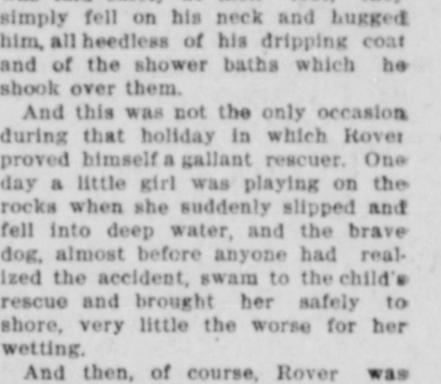 simply fell on his neck and hugged
him, all heedless of his dripping coat
and of the shower baths which he
shook over them.
And this was not the only occasion
during that holiday in which Rover
proved himself a gallant rescuer. One
day a little girl was playing on the
rocks when she suddenly slipped and
fell into deep water, and the brave
dog, almost before anyone had real-
ized the accident, swam to the child's
rescue and brought her safely to
shore, very little the worse for her
wetting.
And then, of course, Rover was